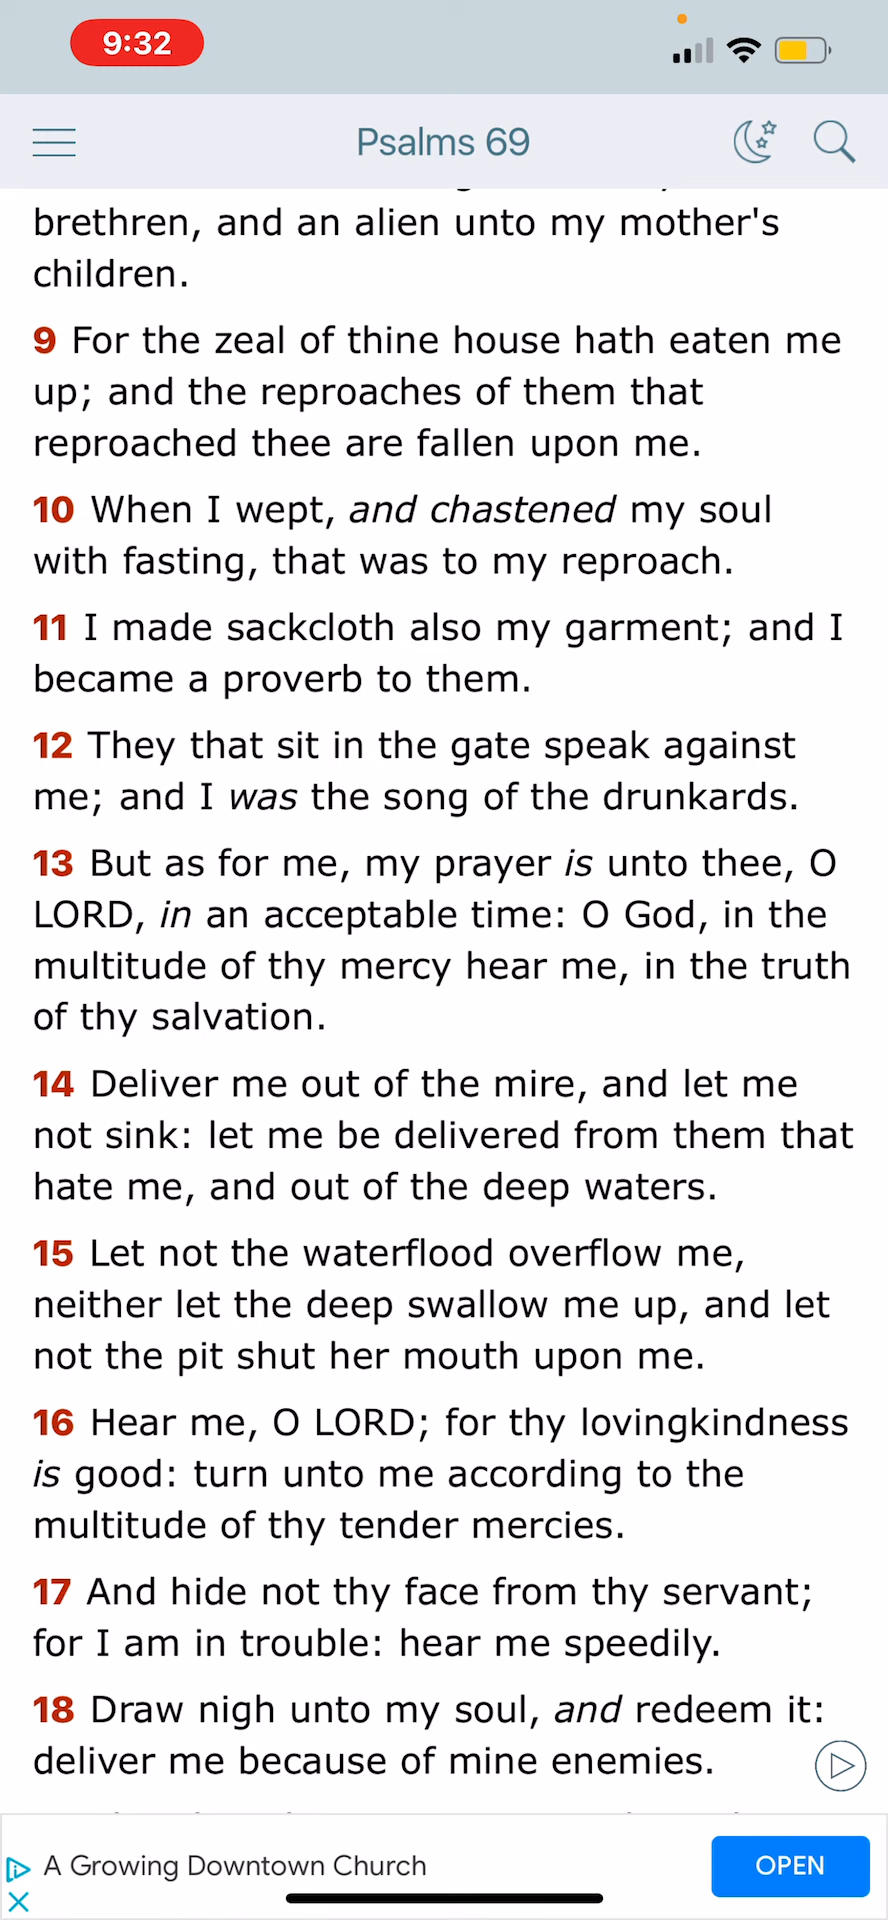 9:32
Psalms 69
brethren, and an alien unto my mother's
children.
9 For the zeal of thine house hath eaten me
up; and the reproaches of them that
reproached thee are fallen upon me.
10 When I wept, and chastened my soul
with fasting, that was to my reproach.
11 I made sackcloth also my garment; and I
became a proverb to them.
12 They that sit in the gate speak against
me; and I was the song of the drunkards.
13 But as for me, my prayer is unto thee, O
LORD, in an acceptable time: O God, in the
multitude of thy mercy hear me, in the truth
of thy salvation.
14 Deliver me out of the mire, and let me
not sink: let me be delivered from them that
hate me, and out of the deep waters.
15 Let not the waterflood overflow me,
neither let the deep swallow me up, and let
not the pit shut her mouth upon me.
16 Hear me, O LORD; for thy lovingkindness
is good: turn unto me according to the
multitude of thy tender mercies.
17 And hide not thy face from thy servant;
for I am in trouble: hear me speedily.
18 Draw nigh unto my soul, and redeem it:
deliver me because of mine enemies.
A Growing Downtown Church
OPEN